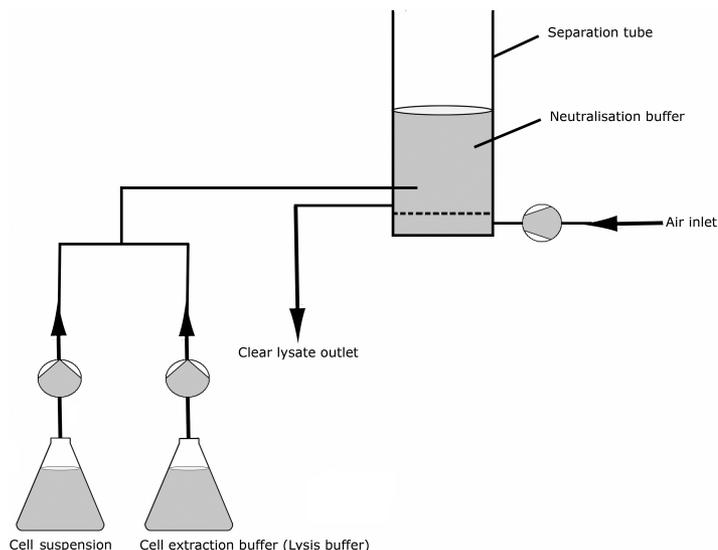 Separation tube
Neutralisation buffer
Air inlet
Clear lysate outlet
Cell suspension
Cell extraction buffer (Lysis buffer)